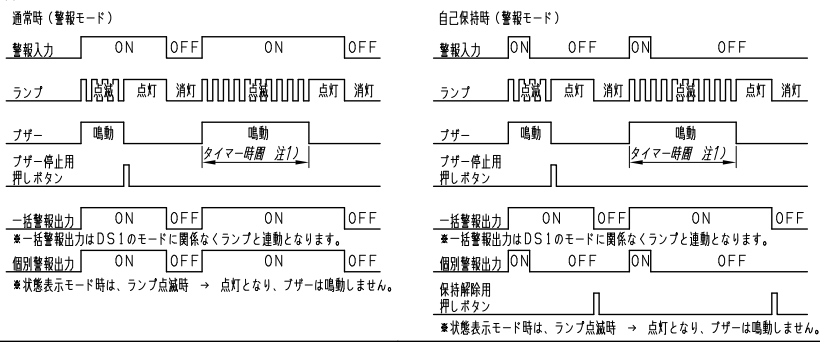 通常時(警報モード)
警報入力 ON OFF ON OFF
ランプ 点滅 点灯 消灯 点滅 点灯 消灯
ブザー 鳴動 鳴動
タイマー時間 注1)
ブザー停止用
押しボタン
一括警報出力 ON OFF ON OFF
※一括警報出力はDS1のモードに関係なくランプと連動となります。
個別警報出力 ON OFF ON OFF
※状態表示モード時は、ランプ点滅時 → 点灯となり、ブザーは鳴動しません。
自己保持時(警報モード)
警報入力 ON OFF ON OFF
ランプ 点滅 点灯 消灯 点滅 点灯 消灯
ブザー 鳴動 鳴動
タイマー時間 注1)
ブザー停止用
押しボタン
一括警報出力 ON OFF ON OFF
※一括警報出力はDS1のモードに関係なくランプと連動となります。
個別警報出力 ON OFF ON OFF
保持解除用
押しボタン
※状態表示モード時は、ランプ点滅時 → 点灯となり、ブザーは鳴動しません。